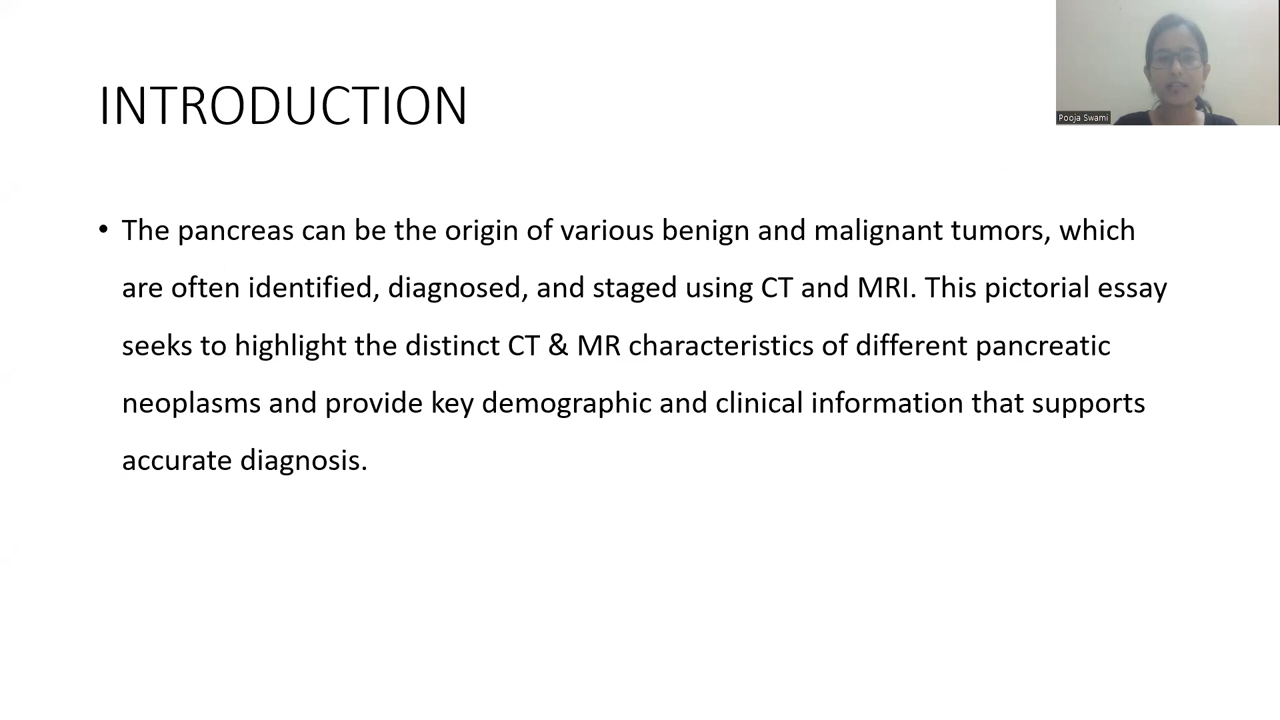 INTRODUCTION
Pooja Swami
• The pancreas can be the origin of various benign and malignant tumors, which
are often identified, diagnosed, and staged using CT and MRI. This pictorial essay
seeks to highlight the distinct CT & MR characteristics of different pancreatic
neoplasms and provide key demographic and clinical information that supports
accurate diagnosis.